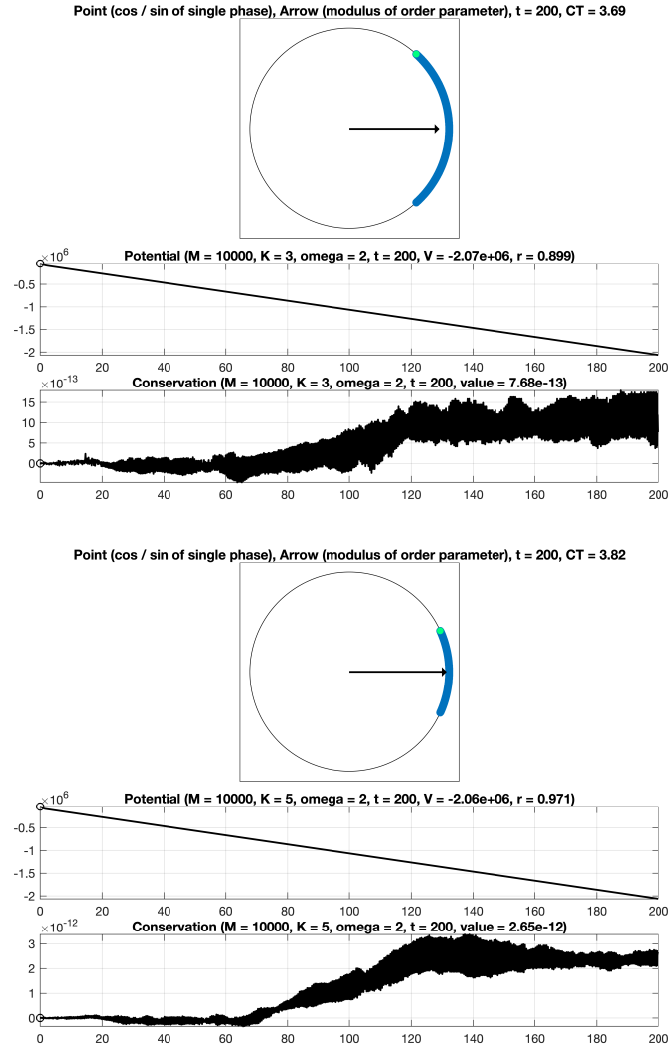 Point (cos / sin of single phase), Arrow (modulus of order parameter), t = 200, CT = 3.69
×10^6
Potential (M = 10000, K = 3, omega = 2, t = 200, V = -2.07e+06, r = 0.899)
-0.5
-1
-1.5
-2
0 20 40 60 80 100 120 140 160 180 200
×10^-13
Conservation (M = 10000, K = 3, omega = 2, t = 200, value = 7.68e-13)
15
10
5
0
0 20 40 60 80 100 120 140 160 180 200
Point (cos / sin of single phase), Arrow (modulus of order parameter), t = 200, CT = 3.82
×10^6
Potential (M = 10000, K = 5, omega = 2, t = 200, V = -2.06e+06, r = 0.971)
-0.5
-1
-1.5
-2
0 20 40 60 80 100 120 140 160 180 200
×10^-12
Conservation (M = 10000, K = 5, omega = 2, t = 200, value = 2.65e-12)
3
2
1
0
0 20 40 60 80 100 120 140 160 180 200